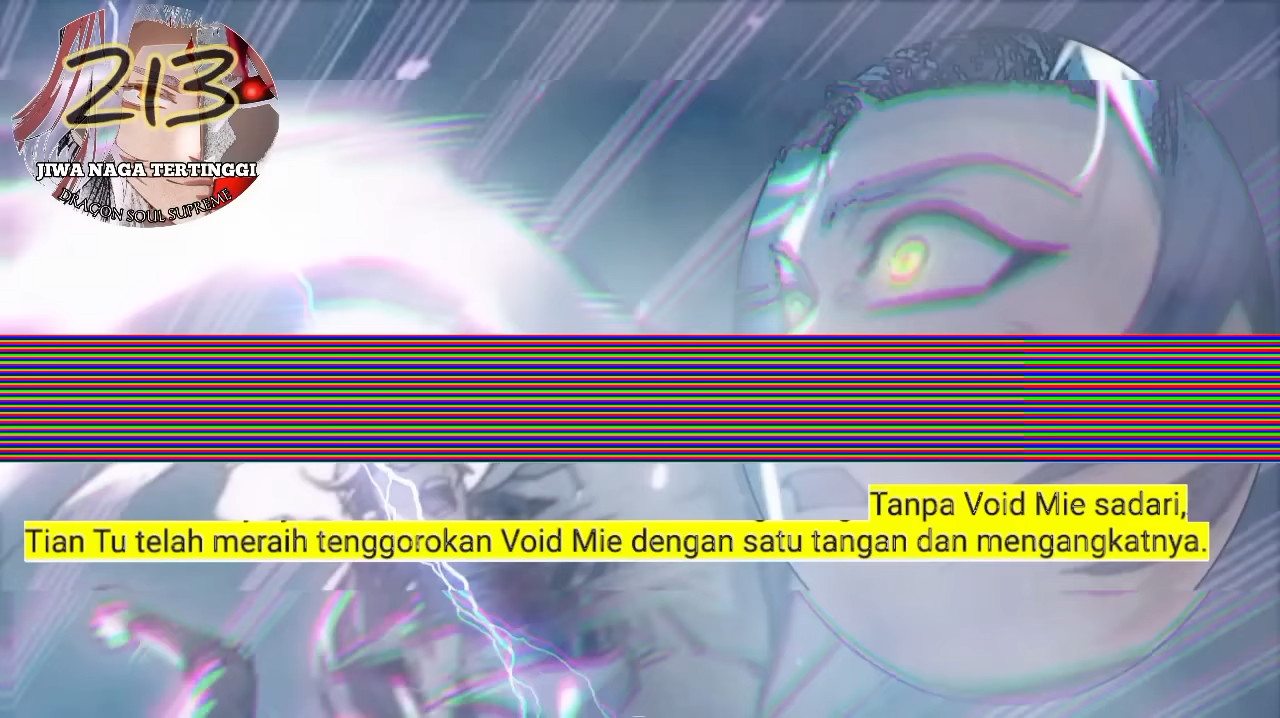 213
JIWA NAGA TERTINGGI
DRAGON SOUL SUPREME
Tanpa Void Mie sadari,
Tian Tu telah meraih tenggorokan Void Mie dengan satu tangan dan mengangkatnya.